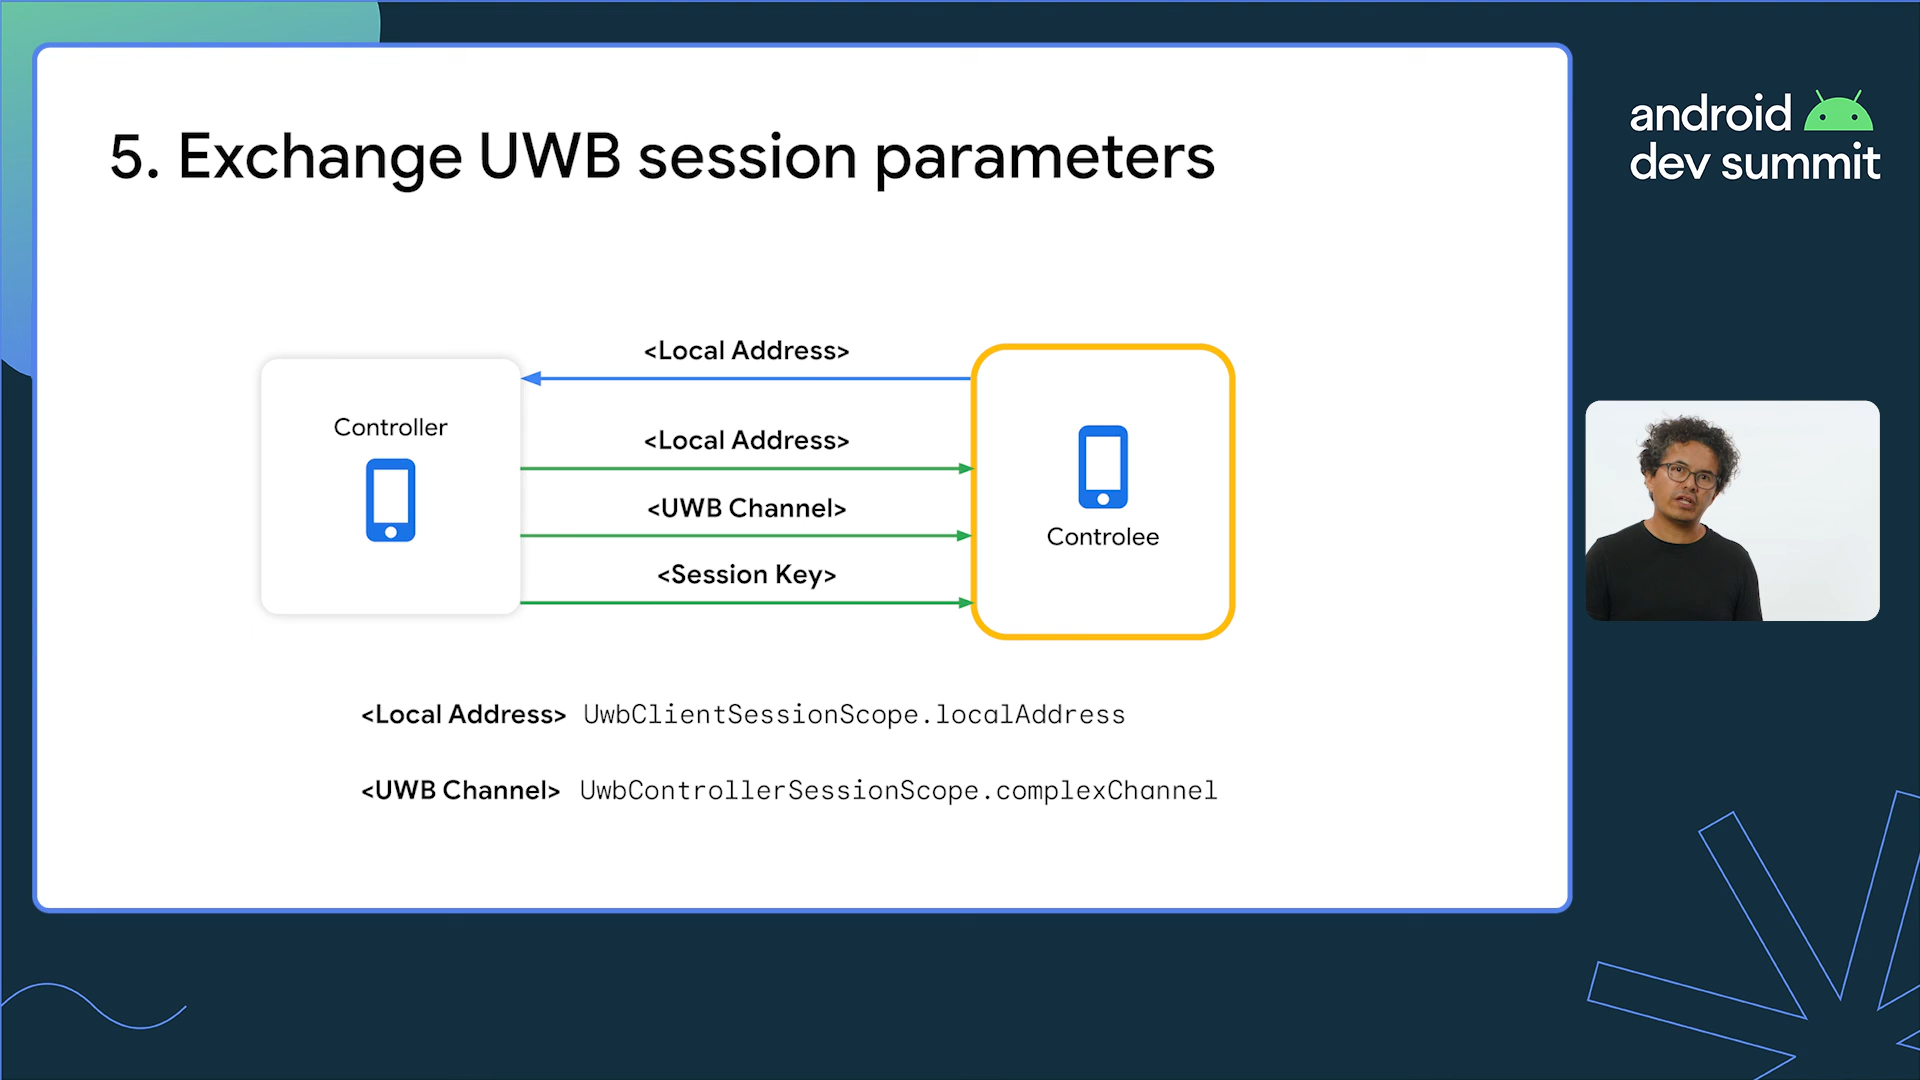 5. Exchange UWB session parameters
android
dev summit
<Local Address>
Controller
<Local Address>
<UWB Channel>
<Session Key>
Controlee
<Local Address> UwbClientSessionScope.localAddress
<UWB Channel> UwbControllerSessionScope.complexChannel